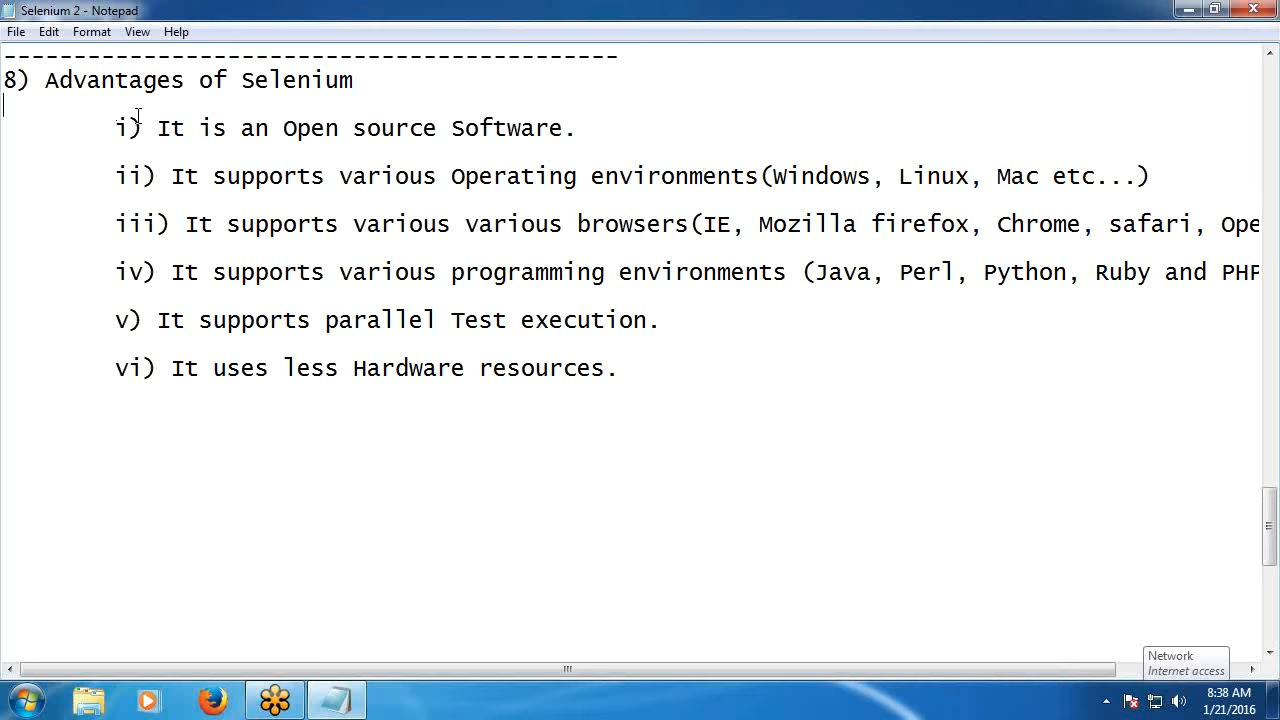 Selenium 2 - Notepad
File Edit Format View Help
--------------------------------------------
8) Advantages of Selenium
i) It is an Open source Software.
ii) It supports various Operating environments(Windows, Linux, Mac etc...)
iii) It supports various various browsers(IE, Mozilla firefox, Chrome, safari, Ope
iv) It supports various programming environments (Java, Perl, Python, Ruby and PHP
v) It supports parallel Test execution.
vi) It uses less Hardware resources.
Network
Internet access
8:38 AM
1/21/2016